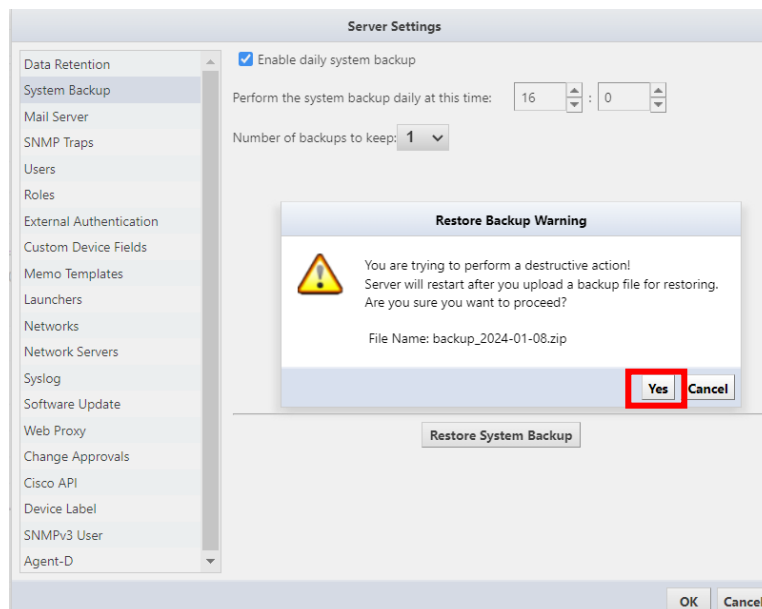 Server Settings
Data Retention
System Backup
Mail Server
SNMP Traps
Users
Roles
External Authentication
Custom Device Fields
Memo Templates
Launchers
Networks
Network Servers
Syslog
Software Update
Web Proxy
Change Approvals
Cisco API
Device Label
SNMPv3 User
Agent-D
Enable daily system backup
Perform the system backup daily at this time: 16 : 0
Number of backups to keep: 1
Restore Backup Warning
You are trying to perform a destructive action!
Server will restart after you upload a backup file for restoring.
Are you sure you want to proceed?
File Name: backup_2024-01-08.zip
Yes Cancel
Restore System Backup
OK Cancel